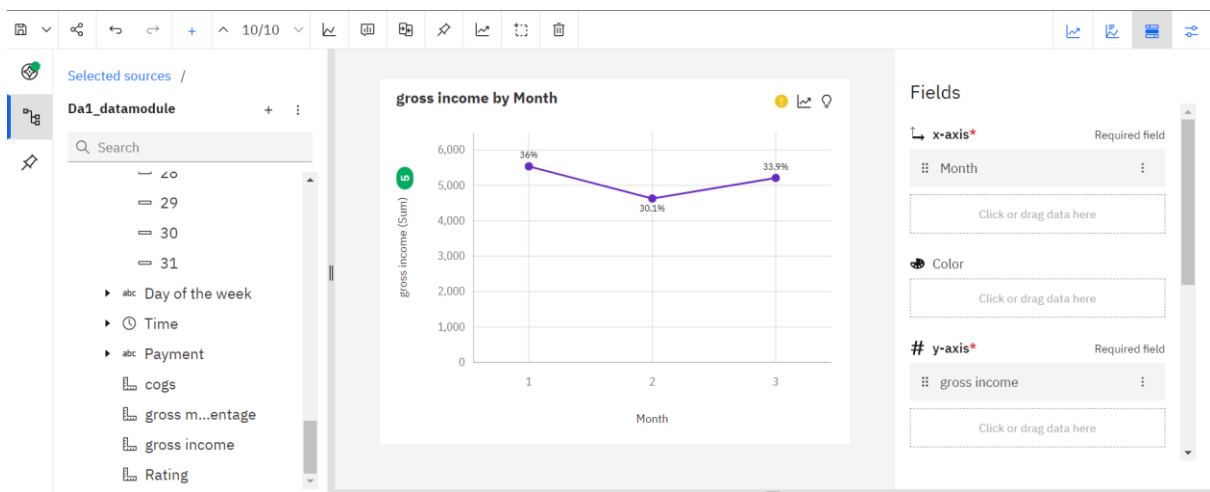 10/10
Selected sources /
Da1_datamodule
Search
28
29
30
31
abc Day of the week
Time
abc Payment
cogs
gross m...entage
gross income
Rating
gross income by Month
6,000
5,000
4,000
3,000
2,000
1,000
0
gross income (Sum)
5
36%
30.1%
33.9%
1 2 3
Month
Fields
x-axis* Required field
Month
Click or drag data here
Color
Click or drag data here
y-axis* Required field
gross income
Click or drag data here